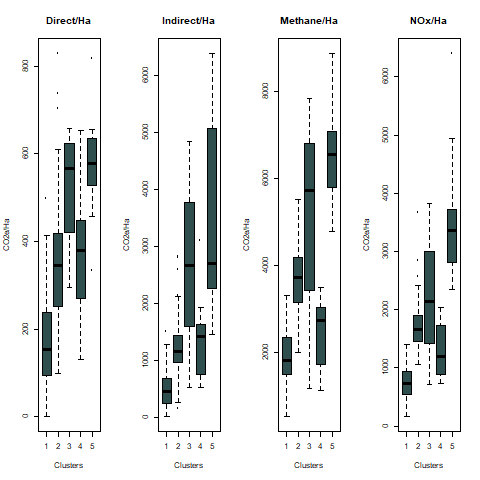 Direct/Ha
Indirect/Ha
Methane/Ha
NOx/Ha
CO2e/Ha
0
200
400
600
800
1 2 3 4 5
Clusters
CO2e/Ha
0
1000
2000
3000
4000
5000
6000
1 2 3 4 5
Clusters
CO2e/Ha
2000
4000
6000
8000
1 2 3 4 5
Clusters
CO2e/Ha
0
1000
2000
3000
4000
5000
6000
1 2 3 4 5
Clusters